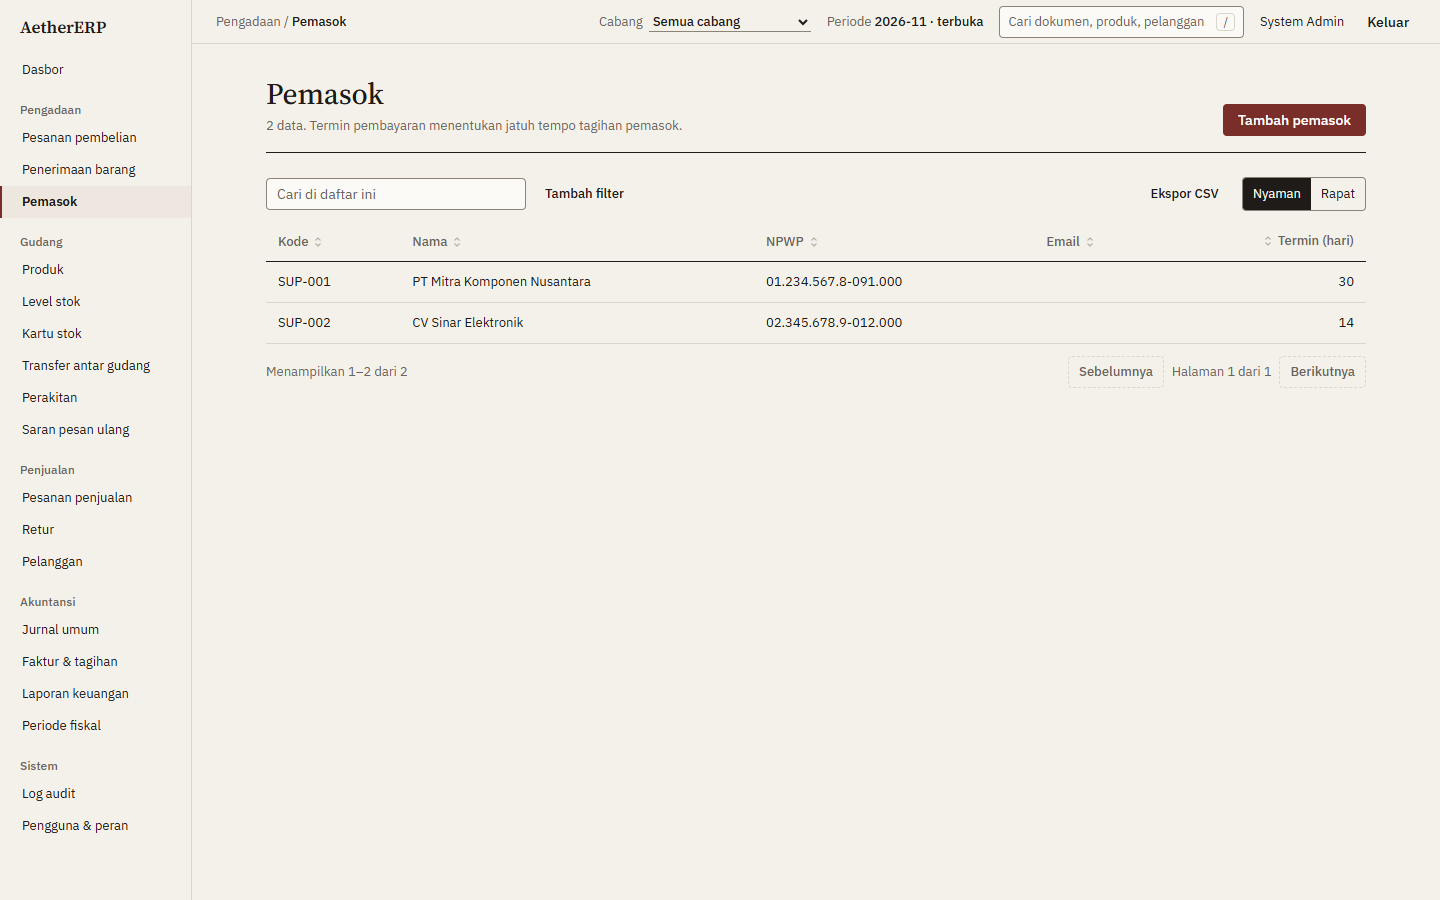 AetherERP
Dasbor
Pengadaan
Pesanan pembelian
Penerimaan barang
Pemasok
Gudang
Produk
Level stok
Kartu stok
Transfer antar gudang
Perakitan
Saran pesan ulang
Penjualan
Pesanan penjualan
Retur
Pelanggan
Akuntansi
Jurnal umum
Faktur & tagihan
Laporan keuangan
Periode fiskal
Sistem
Log audit
Pengguna & peran
Pengadaan / Pemasok
Cabang Semua cabang
Periode 2026-11 · terbuka
Cari dokumen, produk, pelanggan /
System Admin
Keluar
Pemasok
2 data. Termin pembayaran menentukan jatuh tempo tagihan pemasok.
Tambah pemasok
Cari di daftar ini
Tambah filter
Ekspor CSV
Nyaman Rapat
Kode Nama NPWP Email Termin (hari)
SUP-001 PT Mitra Komponen Nusantara 01.234.567.8-091.000 30
SUP-002 CV Sinar Elektronik 02.345.678.9-012.000 14
Menampilkan 1–2 dari 2
Sebelumnya Halaman 1 dari 1 Berikutnya